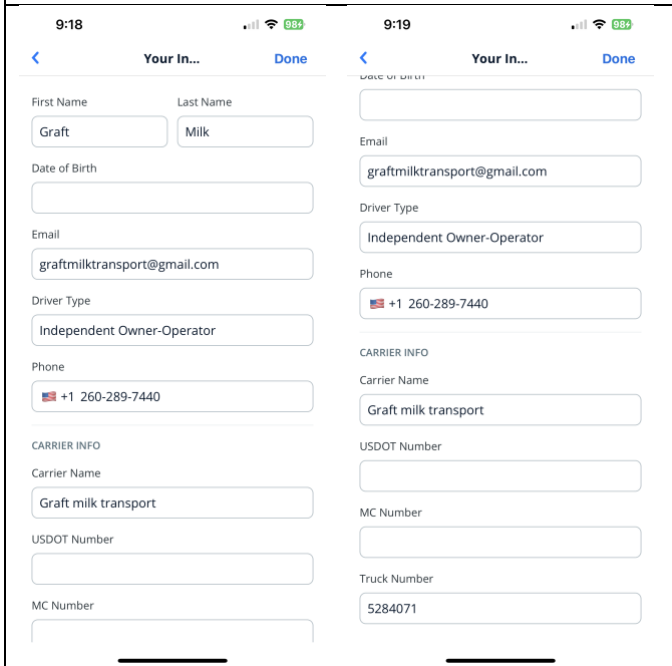 9:18
98
Your In...
Done
First Name
Last Name
Graft
Milk
Date of Birth
Email
graftmilktransport@gmail.com
Driver Type
Independent Owner-Operator
Phone
+1 260-289-7440
CARRIER INFO
Carrier Name
Graft milk transport
USDOT Number
MC Number
9:19
98
Your In...
Done
Date of Birth
Email
graftmilktransport@gmail.com
Driver Type
Independent Owner-Operator
Phone
+1 260-289-7440
CARRIER INFO
Carrier Name
Graft milk transport
USDOT Number
MC Number
Truck Number
5284071